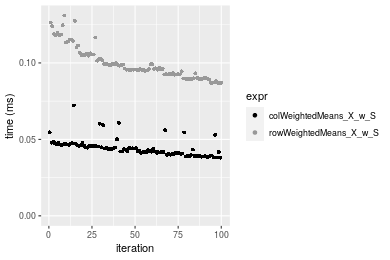 time (ms)
0.10
0.05
0.00
0
25
50
75
100
iteration
expr
colWeightedMeans_X_w_S
rowWeightedMeans_X_w_S